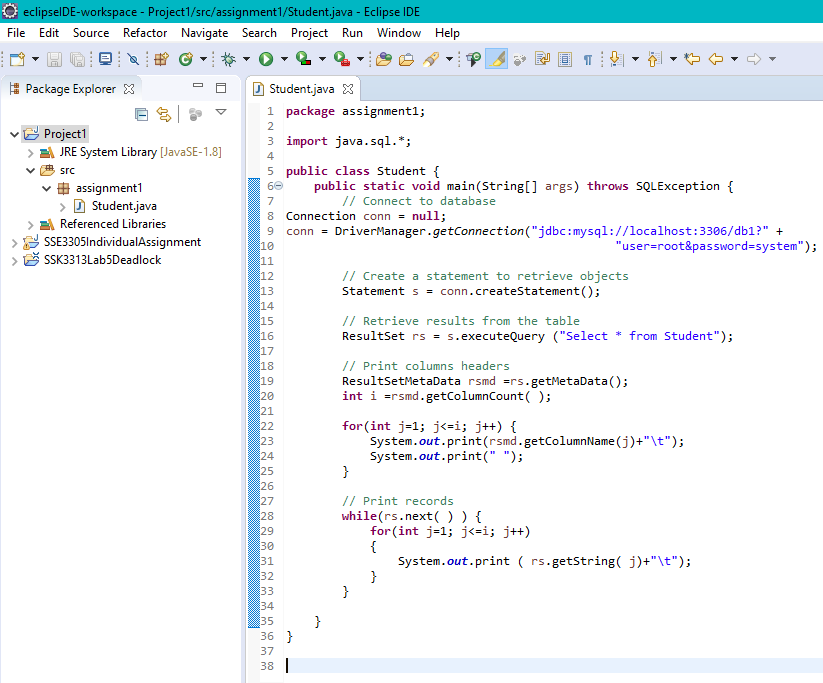 eclipseIDE-workspace - Project1/src/assignment1/Student.java - Eclipse IDE
File Edit Source Refactor Navigate Search Project Run Window Help
Package Explorer
Project1
JRE System Library [JavaSE-1.8]
src
assignment1
Student.java
Referenced Libraries
SSE3305IndividualAssignment
SSK3313Lab5Deadlock
Student.java
1 package assignment1;
2
3 import java.sql.*;
4
5 public class Student {
6 public static void main(String[] args) throws SQLException {
7 // Connect to database
8 Connection conn = null;
9 conn = DriverManager.getConnection("jdbc:mysql://localhost:3306/db1?" +
10 "user=root&password=system");
11
12 // Create a statement to retrieve objects
13 Statement s = conn.createStatement();
14
15 // Retrieve results from the table
16 ResultSet rs = s.executeQuery ("Select * from Student");
17
18 // Print columns headers
19 ResultSetMetaData rsmd =rs.getMetaData();
20 int i =rsmd.getColumnCount( );
21
22 for(int j=1; j<=i; j++) {
23 System.out.print(rsmd.getColumnName(j)+"\t");
24 System.out.print(" ");
25 }
26
27 // Print records
28 while(rs.next( ) ) {
29 for(int j=1; j<=i; j++)
30 {
31 System.out.print ( rs.getString( j)+"\t");
32 }
33 }
34
35 }
36 }
37
38